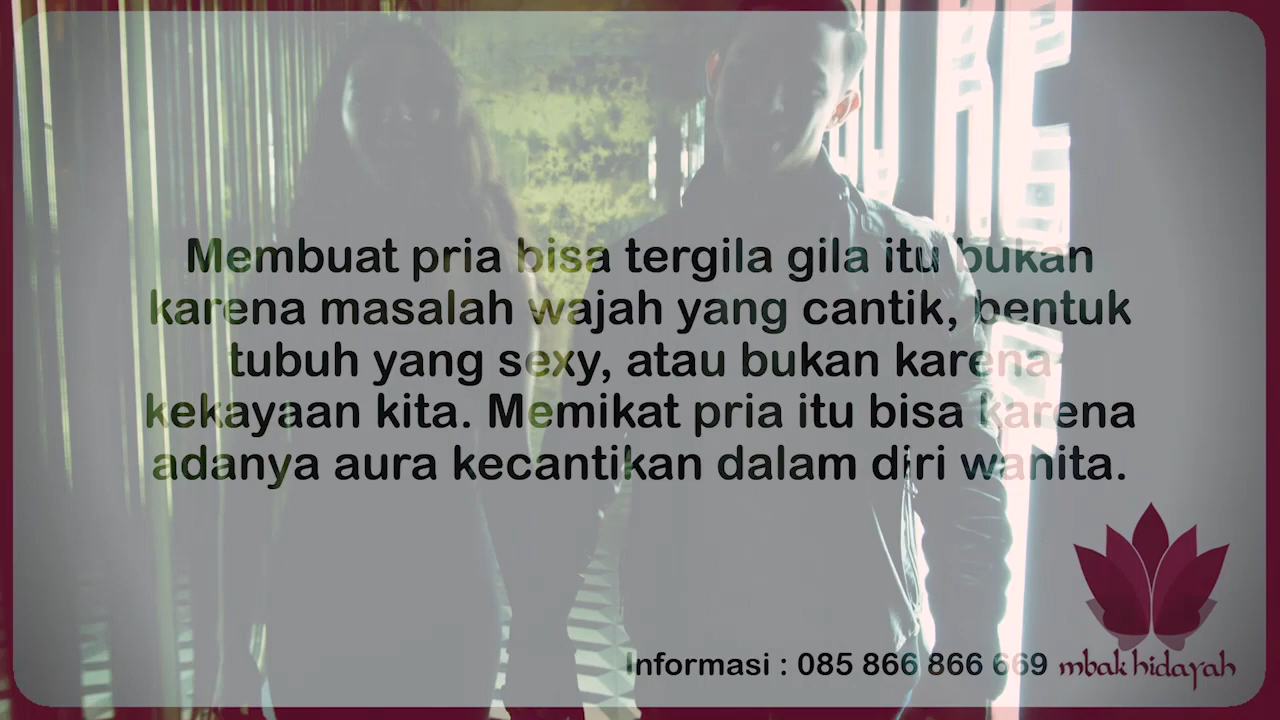 Membuat pria bisa tergila gila itu bukan
karena masalah wajah yang cantik, bentuk
tubuh yang sexy, atau bukan karena
kekayaan kita. Memikat pria itu bisa karena
adanya aura kecantikan dalam diri wanita.
Informasi : 085 866 866 669
mbak hidayah